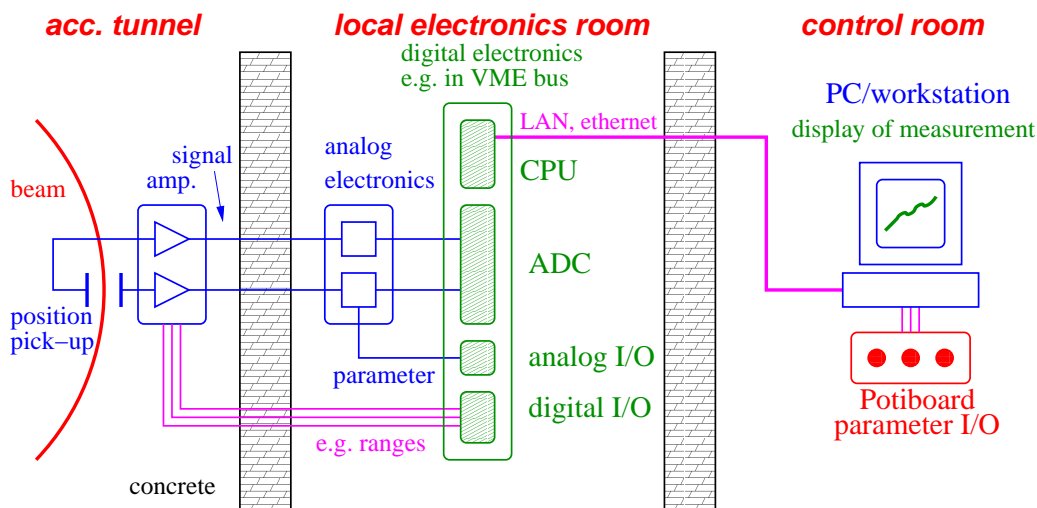 acc. tunnel
local electronics room
control room
digital electronics
e.g. in VME bus
PC/workstation
display of measurement
LAN, ethernet
signal
amp.
analog
electronics
beam
CPU
ADC
position
pick−up
parameter
analog I/O
digital I/O
e.g. ranges
Potiboard
parameter I/O
concrete